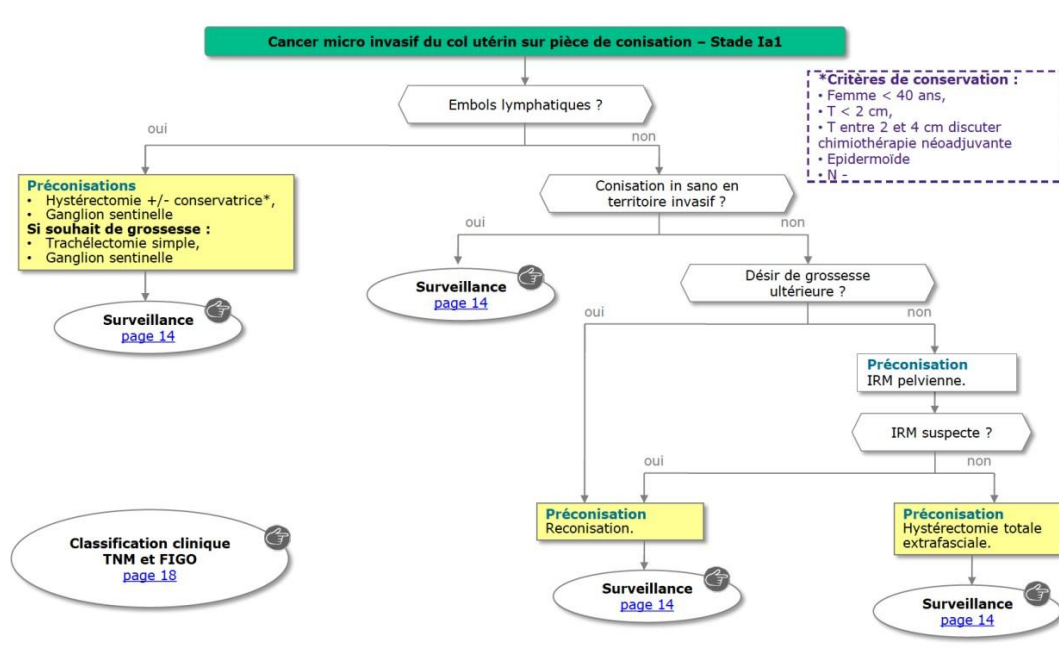 Cancer micro invasif du col utérin sur pièce de conisation – Stade Ia1
*Critères de conservation :
• Femme < 40 ans,
• T < 2 cm,
• T entre 2 et 4 cm discuter
chimiothérapie néoadjuvante
• Epidermoïde
• N -
Embols lymphatiques ?
oui
non
Préconisations
• Hystérectomie +/- conservatrice*,
• Ganglion sentinelle
Si souhait de grossesse :
• Trachélectomie simple,
• Ganglion sentinelle
Surveillance
page 14
Conisation in sano en
territoire invasif ?
oui
non
Surveillance
page 14
Désir de grossesse
ultérieure ?
oui
non
Préconisation
IRM pelvienne.
IRM suspecte ?
oui
non
Préconisation
Reconisation.
Préconisation
Hystérectomie totale
extrafasciale.
Surveillance
page 14
Surveillance
page 14
Classification clinique
TNM et FIGO
page 18